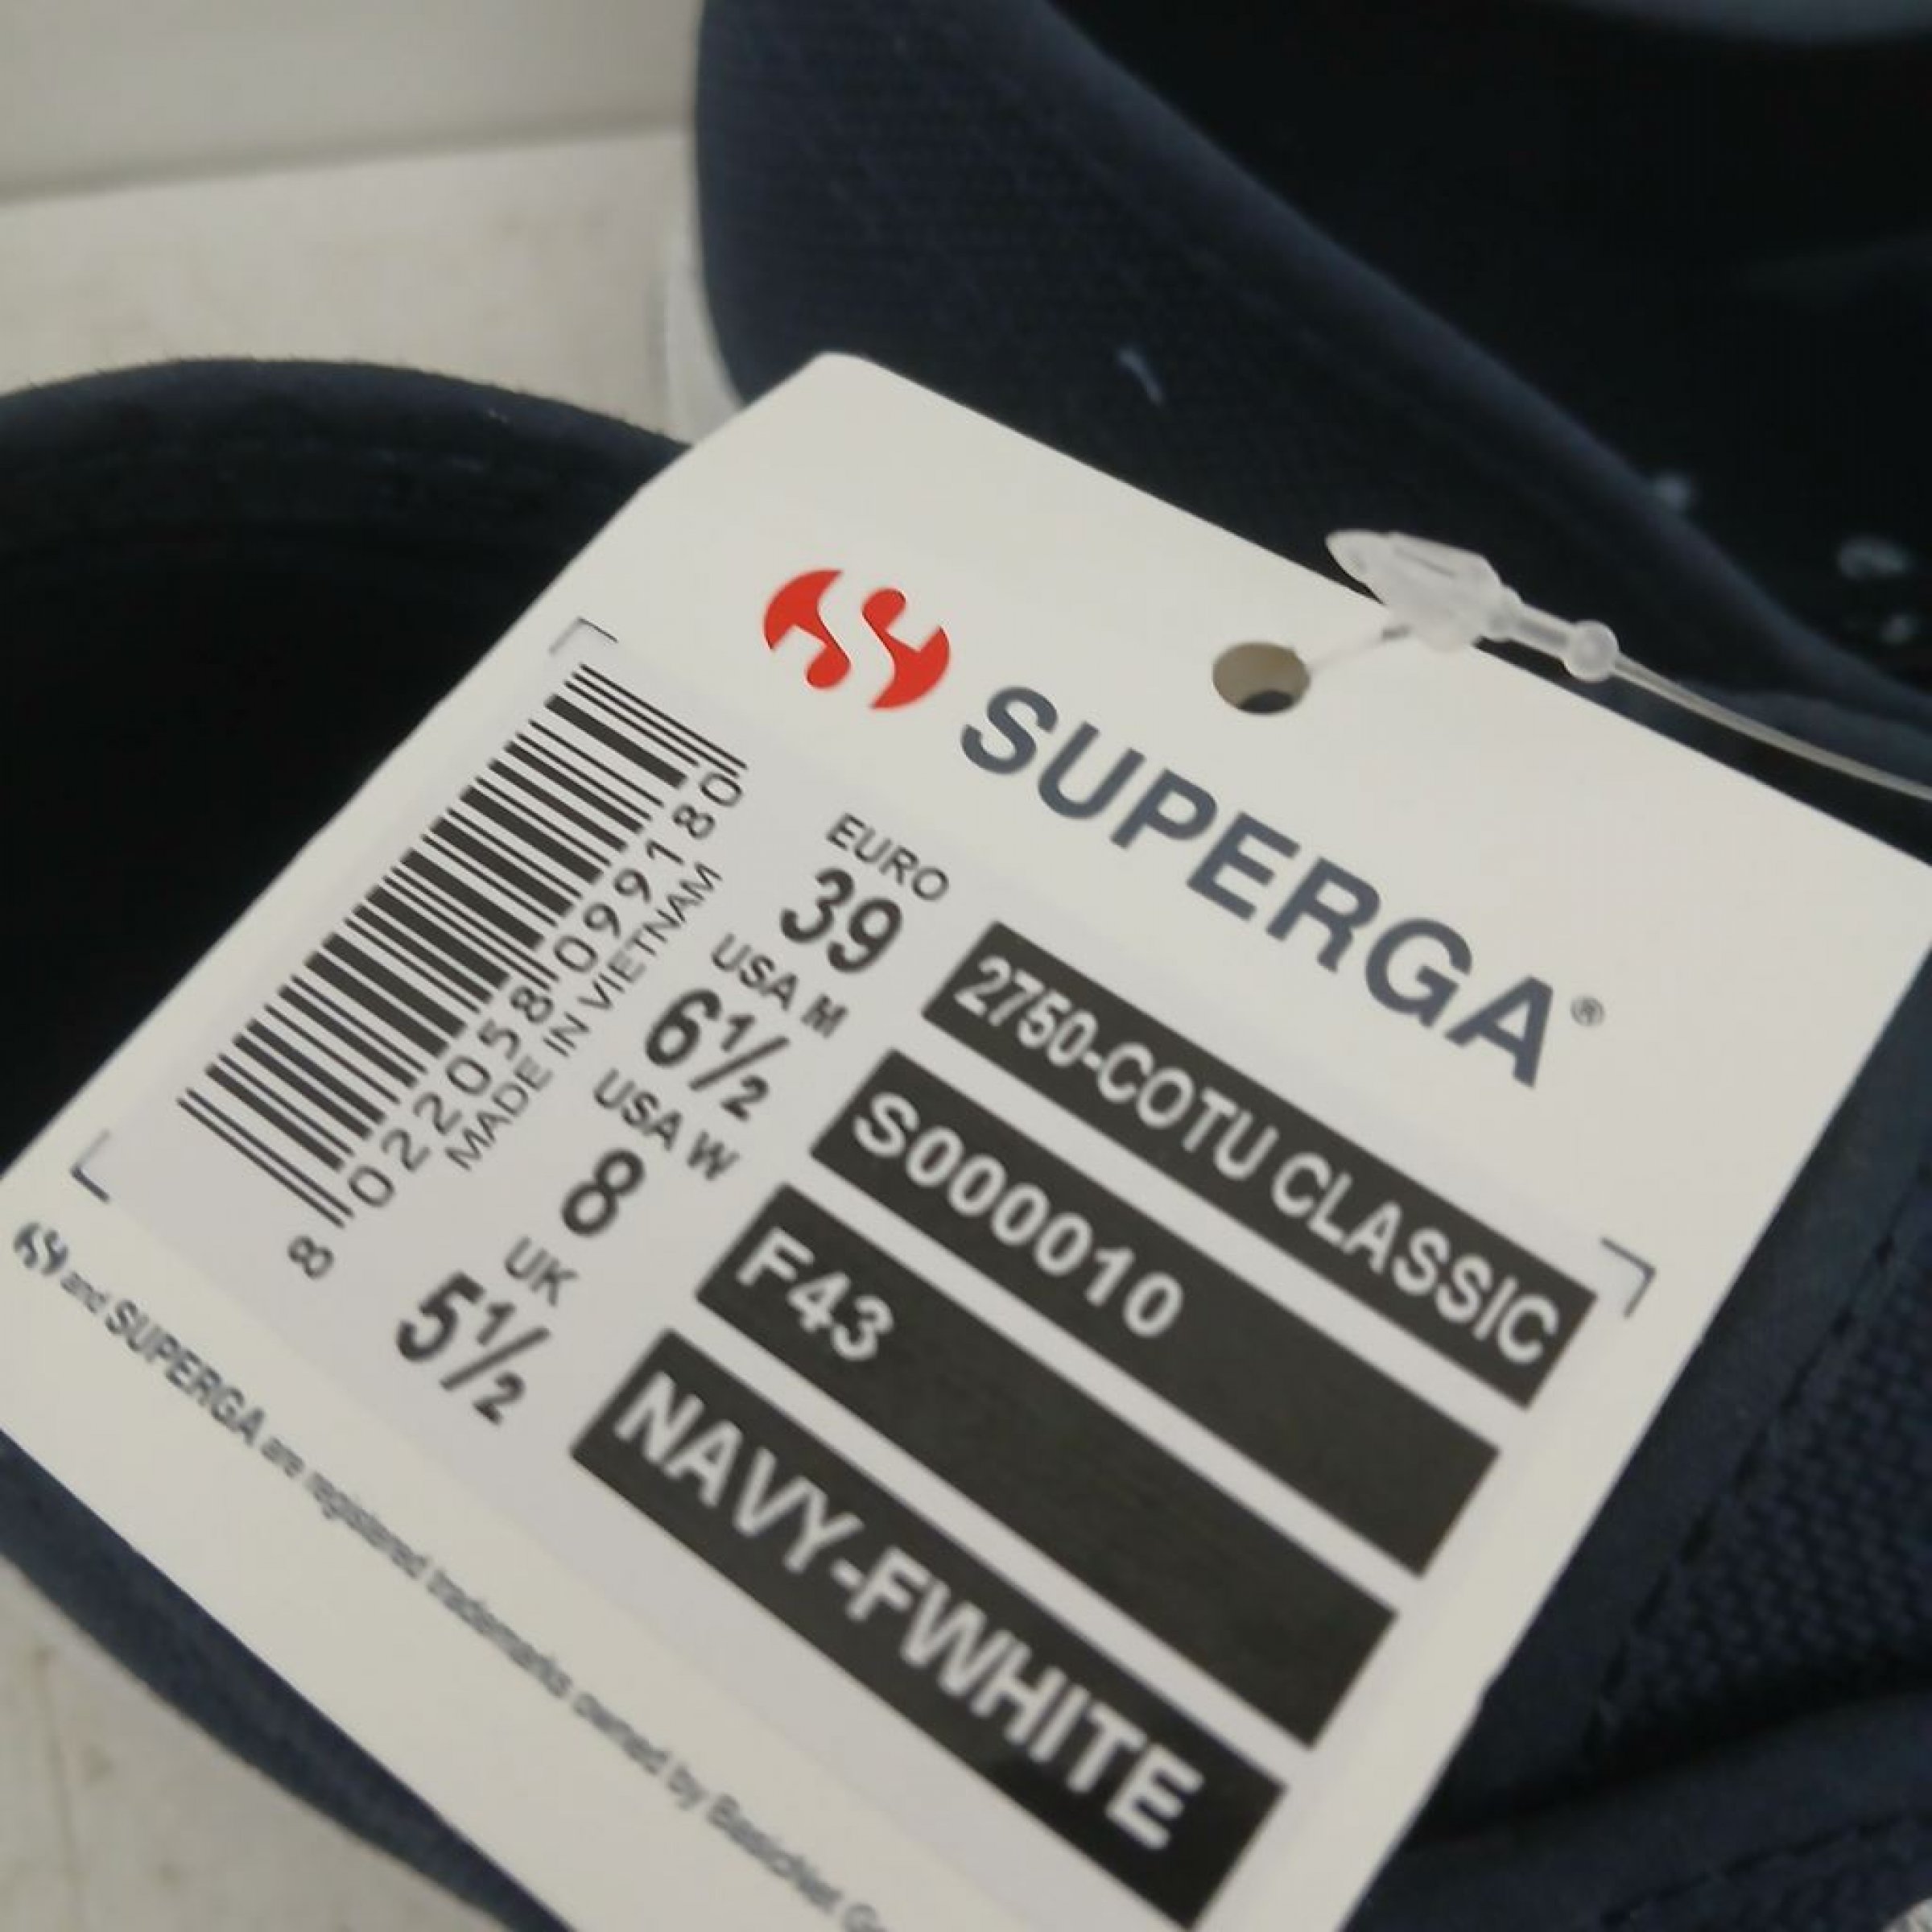 SUPERGA®
2750-COTU CLASSIC
S000010
F43
NAVY-FWHITE
EURO
39
USA M
6½
USA W
8
UK
5½
8 022058 099180
MADE IN VIETNAM
and SUPERGA are registered trademarks owned by BasicNet